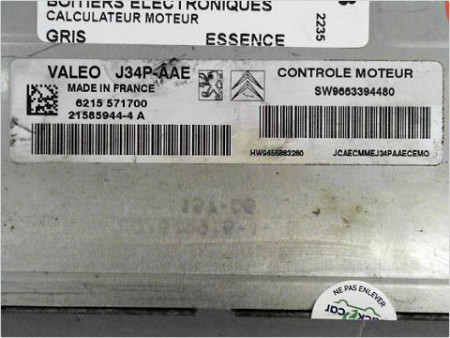 BOITIERS ELECTRONIQUES
CALCULATEUR MOTEUR
GRIS ESSENCE
2235
VALEO J34P-AAE
MADE IN FRANCE
6215 571700
21585944-4 A
CONTROLE MOTEUR
SW9663394480
HW9655883280 JCAECMMEJ34PAAECEMO
NE PAS ENLEVER
car